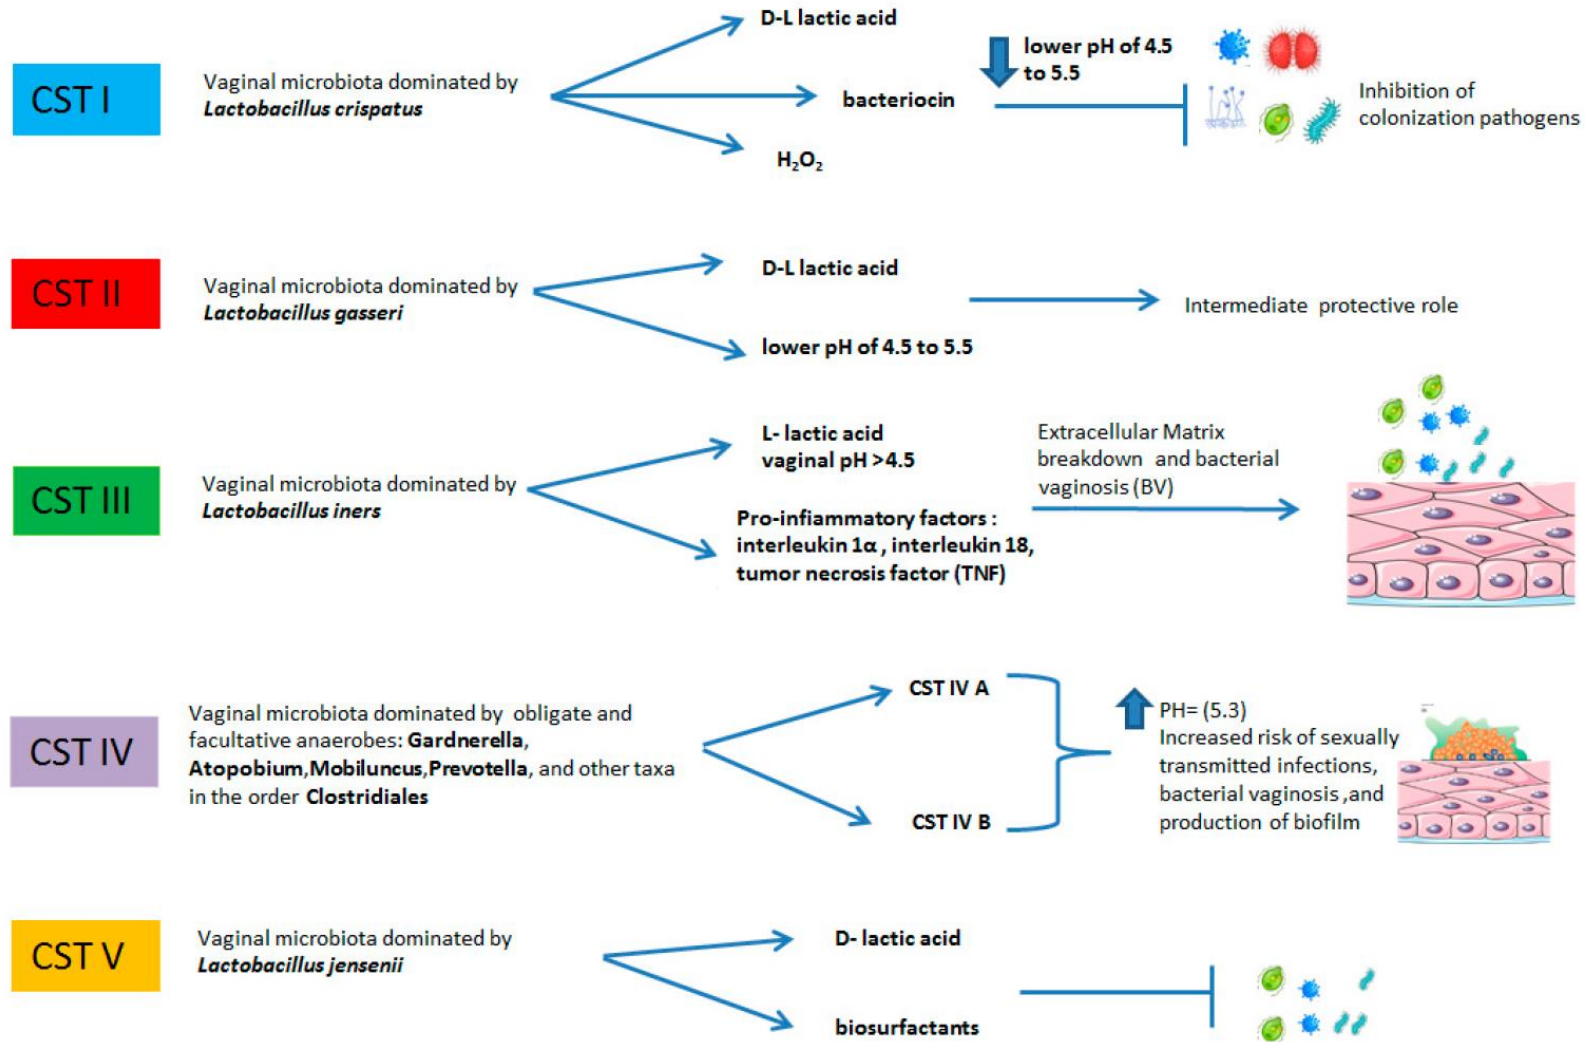 CST I
Vaginal microbiota dominated by
Lactobacillus crispatus
D-L lactic acid
bacteriocin
H₂O₂
lower pH of 4.5
to 5.5
Inhibition of
colonization pathogens
CST II
Vaginal microbiota dominated by
Lactobacillus gasseri
D-L lactic acid
lower pH of 4.5 to 5.5
Intermediate protective role
CST III
Vaginal microbiota dominated by
Lactobacillus iners
L- lactic acid
vaginal pH >4.5
Pro-infiammatory factors :
interleukin 1α , interleukin 18,
tumor necrosis factor (TNF)
Extracellular Matrix
breakdown and bacterial
vaginosis (BV)
CST IV
Vaginal microbiota dominated by obligate and
facultative anaerobes: Gardnerella,
Atopobium,Mobiluncus,Prevotella, and other taxa
in the order Clostridiales
CST IV A
CST IV B
PH= (5.3)
Increased risk of sexually
transmitted infections,
bacterial vaginosis ,and
production of biofilm
CST V
Vaginal microbiota dominated by
Lactobacillus jensenii
D- lactic acid
biosurfactants